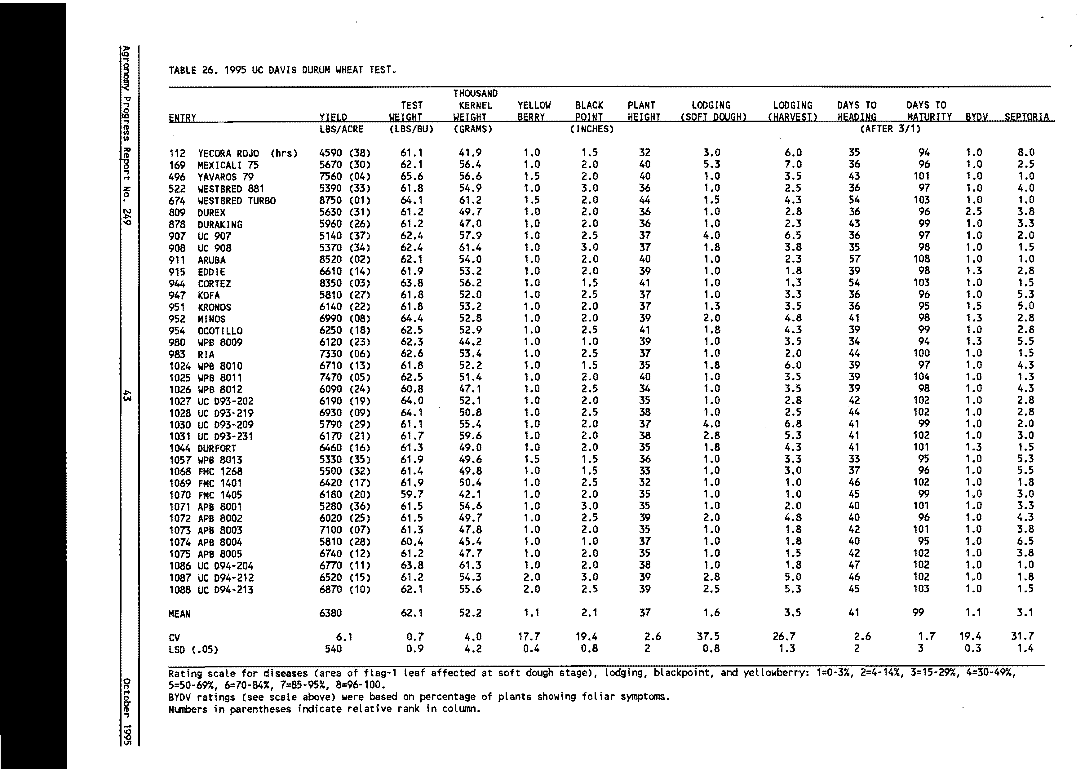 TABLE 26. 1995 UC DAVIS DURUM WHEAT TEST.
THOUSAND
TEST KERNEL YELLOW BLACK PLANT LODGING LODGING DAYS TO DAYS TO
ENTRY YIELD WEIGHT WEIGHT BERRY POINT HEIGHT (SOFT DOUGH) (HARVEST) HEADING MATURITY BYDV SEPTORIA
LBS/ACRE (LBS/BU) (GRAMS) (INCHES) (AFTER 3/1)
112 YECORA ROJO (hrs) 4590 (38) 61.1 41.9 1.0 1.5 32 3.0 6.0 35 94 1.0 8.0
169 MEXICALI 75 5670 (30) 62.1 56.4 1.0 2.0 40 5.3 7.0 36 96 1.0 2.5
496 YAVAROS 79 7560 (04) 65.6 56.6 1.5 2.0 40 1.0 3.5 43 101 1.0 1.0
522 WESTBRED 881 5390 (33) 61.8 54.9 1.0 3.0 36 1.0 2.5 36 97 1.0 4.0
674 WESTBRED TURBO 8750 (01) 64.1 61.2 1.5 2.0 44 1.5 4.3 54 103 1.0 1.0
809 DUREX 5630 (31) 61.2 49.7 1.0 2.0 36 1.0 2.8 36 96 2.5 3.8
878 DURAKING 5960 (26) 61.2 47.0 1.0 2.0 36 1.0 2.3 43 99 1.0 3.3
907 UC 907 5140 (37) 62.4 57.9 1.0 2.5 37 4.0 6.5 36 97 1.0 2.0
908 UC 908 5370 (34) 62.4 61.4 1.0 3.0 37 1.8 3.8 35 98 1.0 1.5
911 ARUBA 8520 (02) 62.1 54.0 1.0 2.0 40 1.0 2.3 57 108 1.0 1.0
915 EDDIE 6610 (14) 61.9 53.2 1.0 2.0 39 1.0 1.8 39 98 1.3 2.8
944 CORTEZ 8350 (03) 63.8 56.2 1.0 1.5 41 1.0 1.3 54 103 1.0 1.5
947 KOFA 5810 (27) 61.8 52.0 1.0 2.5 37 1.0 3.3 36 96 1.0 5.3
951 KRONOS 6140 (22) 61.8 53.2 1.0 2.0 37 1.3 3.5 36 95 1.5 5.0
952 MINOS 6990 (08) 64.4 52.8 1.0 2.0 39 2.0 4.8 41 98 1.3 2.8
954 OCOTILLO 6250 (18) 62.5 52.9 1.0 2.5 41 1.8 4.3 39 99 1.0 2.8
980 WPB 8009 6120 (23) 62.3 44.2 1.0 1.0 39 1.0 3.5 34 94 1.3 5.5
983 RIA 7330 (06) 62.6 53.4 1.0 2.5 37 1.0 2.0 44 100 1.0 1.5
1024 WPB 8010 6710 (13) 61.8 52.2 1.0 1.5 35 1.8 6.0 39 97 1.0 4.3
1025 WPB 8011 7470 (05) 62.5 51.4 1.0 2.0 40 1.0 3.5 39 104 1.0 1.3
1026 WPB 8012 6090 (24) 60.8 47.1 1.0 2.5 34 1.0 3.5 39 98 1.0 4.3
1027 UC D93-202 6190 (19) 64.0 52.1 1.0 2.0 35 1.0 2.8 42 102 1.0 2.8
1028 UC D93-219 6930 (09) 64.1 50.8 1.0 2.5 38 1.0 2.5 44 102 1.0 2.8
1030 UC D93-209 5790 (29) 61.1 55.4 1.0 2.0 37 4.0 6.8 41 99 1.0 2.0
1031 UC D93-231 6170 (21) 61.7 59.6 1.0 2.0 38 2.8 5.3 41 102 1.0 3.0
1044 DURFORT 6460 (16) 61.3 49.0 1.0 2.0 35 1.8 4.3 41 101 1.3 1.5
1057 WPB 8013 5330 (35) 61.9 49.6 1.5 1.5 36 1.0 3.3 33 95 1.0 5.3
1068 FMC 1268 5500 (32) 61.4 49.8 1.0 1.5 33 1.0 3.0 37 96 1.0 5.5
1069 FMC 1401 6420 (17) 61.9 50.4 1.0 2.5 32 1.0 1.0 46 102 1.0 1.8
1070 FMC 1405 6180 (20) 59.7 42.1 1.0 2.0 35 1.0 1.0 45 99 1.0 3.0
1071 APB 8001 5280 (36) 61.5 54.6 1.0 3.0 35 1.0 2.0 40 101 1.0 3.3
1072 APB 8002 6020 (25) 61.5 49.7 1.0 2.5 39 2.0 4.8 40 96 1.0 4.3
1073 APB 8003 7100 (07) 61.3 47.8 1.0 2.0 35 1.0 1.8 42 101 1.0 3.8
1074 APB 8004 5810 (28) 60.4 45.4 1.0 1.0 37 1.0 1.8 40 95 1.0 6.5
1075 APB 8005 6740 (12) 61.2 47.7 1.0 2.0 35 1.0 1.5 42 102 1.0 3.8
1086 UC D94-204 6770 (11) 63.8 61.3 1.0 2.0 38 1.0 1.8 47 102 1.0 1.0
1087 UC D94-212 6520 (15) 61.2 54.3 2.0 3.0 39 2.8 5.0 46 102 1.0 1.8
1088 UC D94-213 6870 (10) 62.1 55.6 2.0 2.5 39 2.5 5.3 45 103 1.0 1.5
MEAN 6380 62.1 52.2 1.1 2.1 37 1.6 3.5 41 99 1.1 3.1
CV 6.1 0.7 4.0 17.7 19.4 2.6 37.5 26.7 2.6 1.7 19.4 31.7
LSD (.05) 540 0.9 4.2 0.4 0.8 2 0.8 1.3 2 3 0.3 1.4
Rating scale for diseases (area of flag-1 leaf affected at soft dough stage), lodging, blackpoint, and yellowberry: 1=0-3%, 2=4-14%, 3=15-29%, 4=30-49%,
5=50-69%, 6=70-84%, 7=85-95%, 8=96-100.
BYDV ratings (see scale above) were based on percentage of plants showing foliar symptoms.
Numbers in parentheses indicate relative rank in column.
Agronomy Progress Report No. 249 43 October 1995